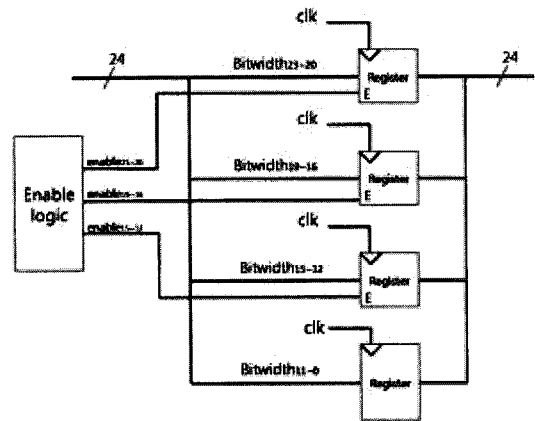 clk
24
Bitwidth23-20
Register
24
E
clk
Enable
logic
Bitwidth19-16
Register
E
clk
Bitwidth15-12
Register
E
clk
Bitwidth11-0
Register